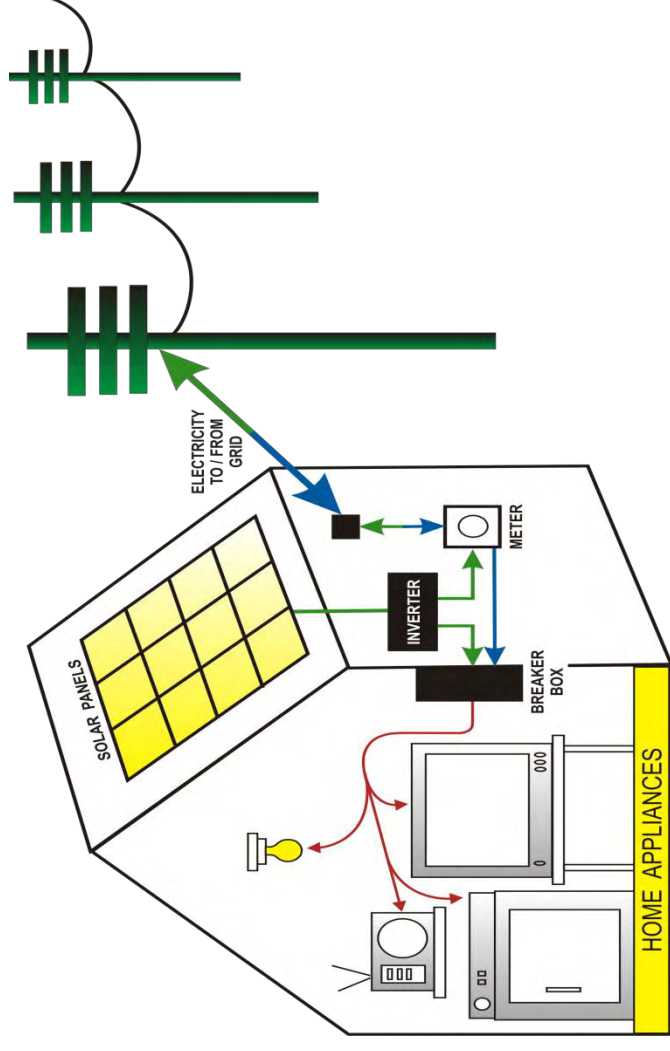 ELECTRICITY
TO / FROM
GRID
SOLAR PANELS
INVERTER
METER
BREAKER
BOX
HOME APPLIANCES